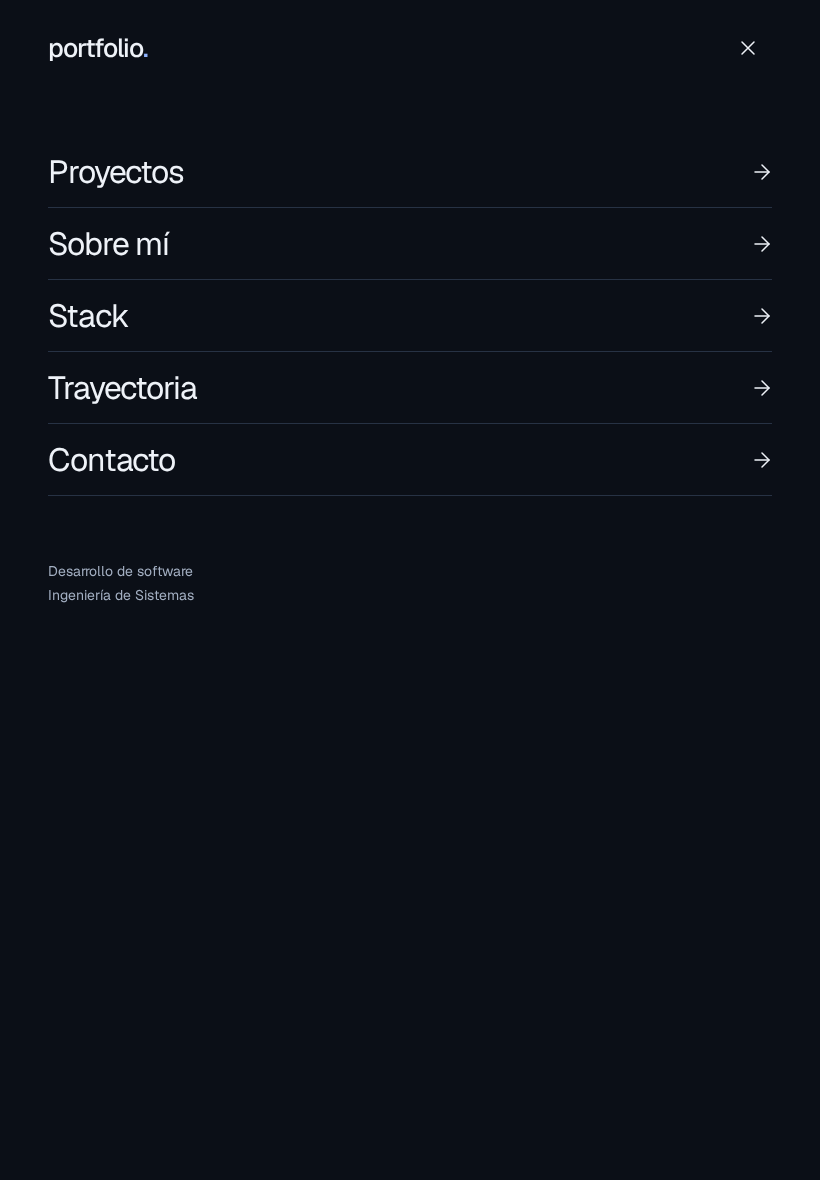 portfolio.
Proyectos
Sobre mí
Stack
Trayectoria
Contacto
Desarrollo de software
Ingeniería de Sistemas